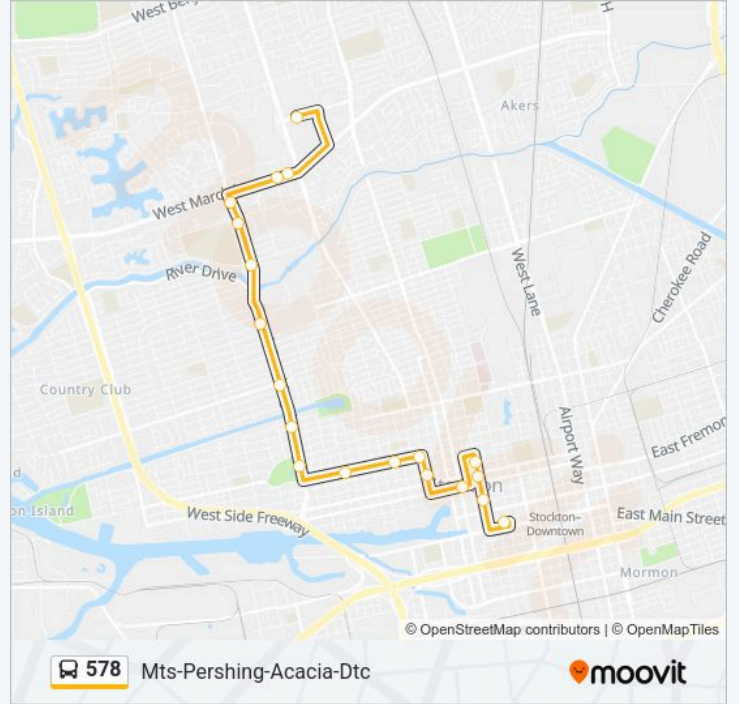 West Ber
H
Akers
West March
River Drive
West Lane
Cherokee Road
Country Club
Airport Way
East Fremon
d
on Island
West Side Freeway
on
Stockton–
Downtown
East Main Street
Mormon
© OpenStreetMap contributors | © OpenMapTiles
578 Mts-Pershing-Acacia-Dtc moovit